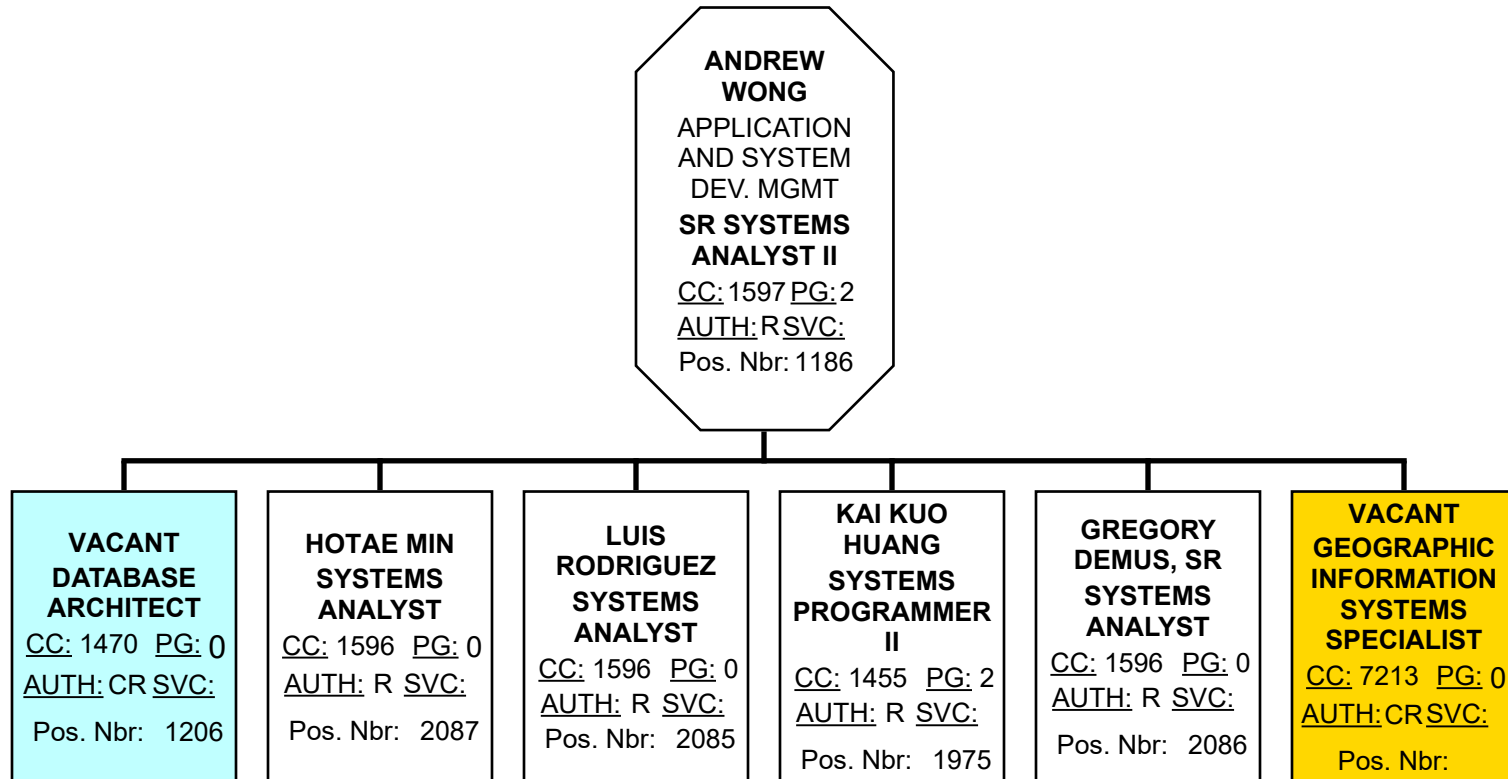 ANDREW
WONG
APPLICATION
AND SYSTEM
DEV. MGMT
SR SYSTEMS
ANALYST II
CC: 1597 PG: 2
AUTH: R SVC:
Pos. Nbr: 1186
VACANT
DATABASE
ARCHITECT
CC: 1470 PG: 0
AUTH: CR SVC:
Pos. Nbr: 1206
HOTAE MIN
SYSTEMS
ANALYST
CC: 1596 PG: 0
AUTH: R SVC:
Pos. Nbr: 2087
LUIS
RODRIGUEZ
SYSTEMS
ANALYST
CC: 1596 PG: 0
AUTH: R SVC:
Pos. Nbr: 2085
KAI KUO
HUANG
SYSTEMS
PROGRAMMER
II
CC: 1455 PG: 2
AUTH: R SVC:
Pos. Nbr: 1975
GREGORY
DEMUS, SR
SYSTEMS
ANALYST
CC: 1596 PG: 0
AUTH: R SVC:
Pos. Nbr: 2086
VACANT
GEOGRAPHIC
INFORMATION
SYSTEMS
SPECIALIST
CC: 7213 PG: 0
AUTH: CR SVC:
Pos. Nbr: